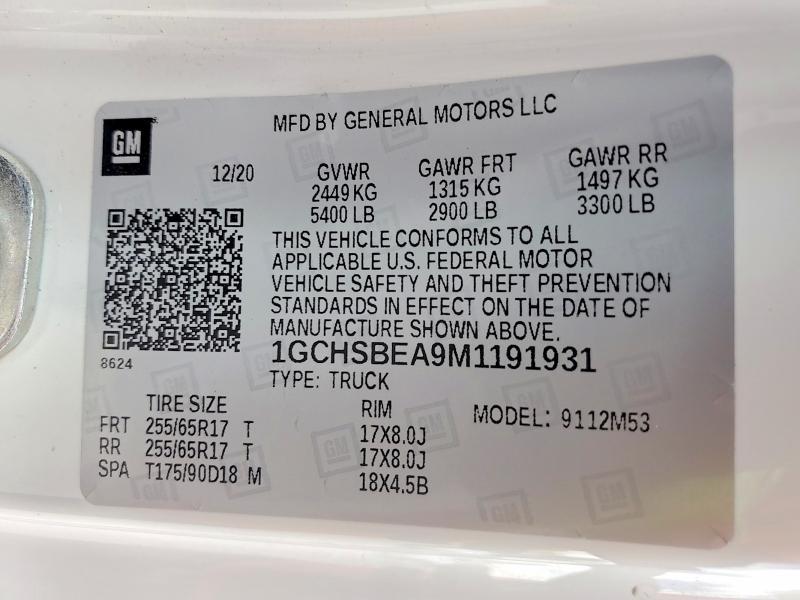 GM
MFD BY GENERAL MOTORS LLC
12/20 GVWR GAWR FRT GAWR RR
2449 KG 1315 KG 1497 KG
5400 LB 2900 LB 3300 LB
THIS VEHICLE CONFORMS TO ALL
APPLICABLE U.S. FEDERAL MOTOR
VEHICLE SAFETY AND THEFT PREVENTION
STANDARDS IN EFFECT ON THE DATE OF
MANUFACTURE SHOWN ABOVE.
8624
1GCHSBEA9M1191931
TYPE: TRUCK
TIRE SIZE RIM MODEL: 9112M53
FRT 255/65R17 T 17X8.0J
RR 255/65R17 T 17X8.0J
SPA T175/90D18 M 18X4.5B